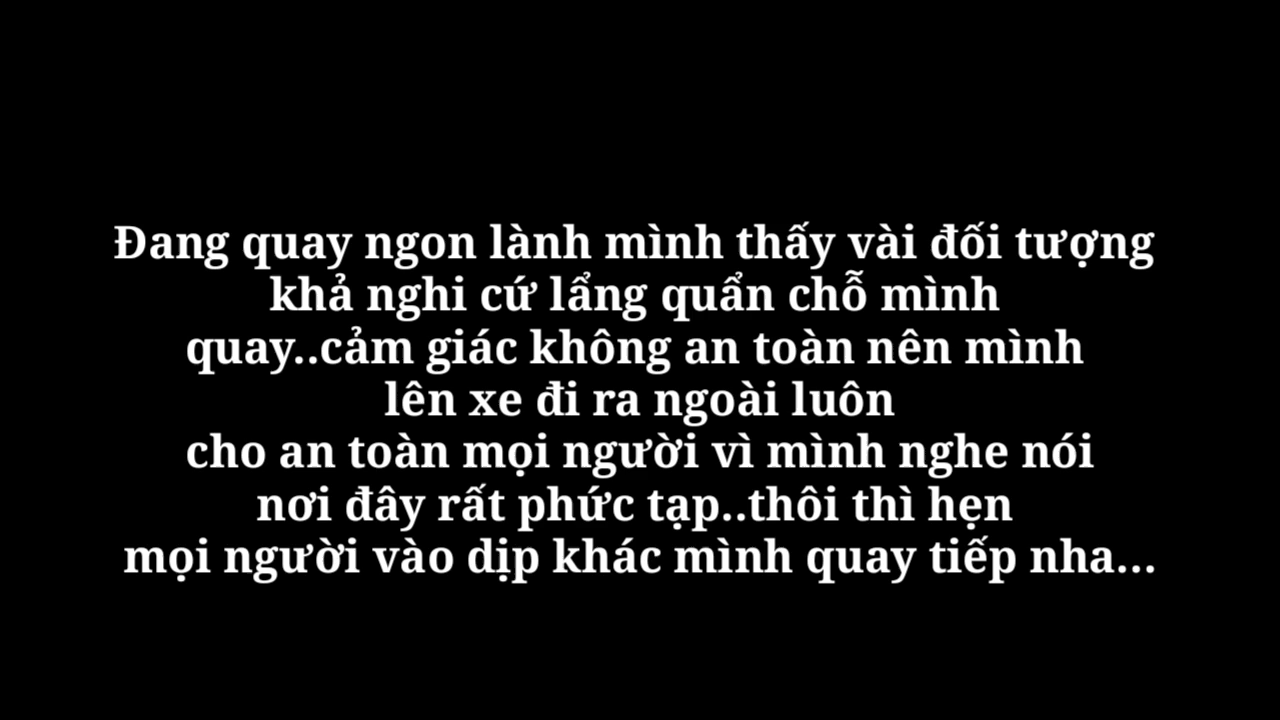 Đang quay ngon lành mình thấy vài đối tượng
khả nghi cứ lẩng quẩn chỗ mình
quay..cảm giác không an toàn nên mình
lên xe đi ra ngoài luôn
cho an toàn mọi người vì mình nghe nói
nơi đây rất phức tạp..thôi thì hẹn
mọi người vào dịp khác mình quay tiếp nha...